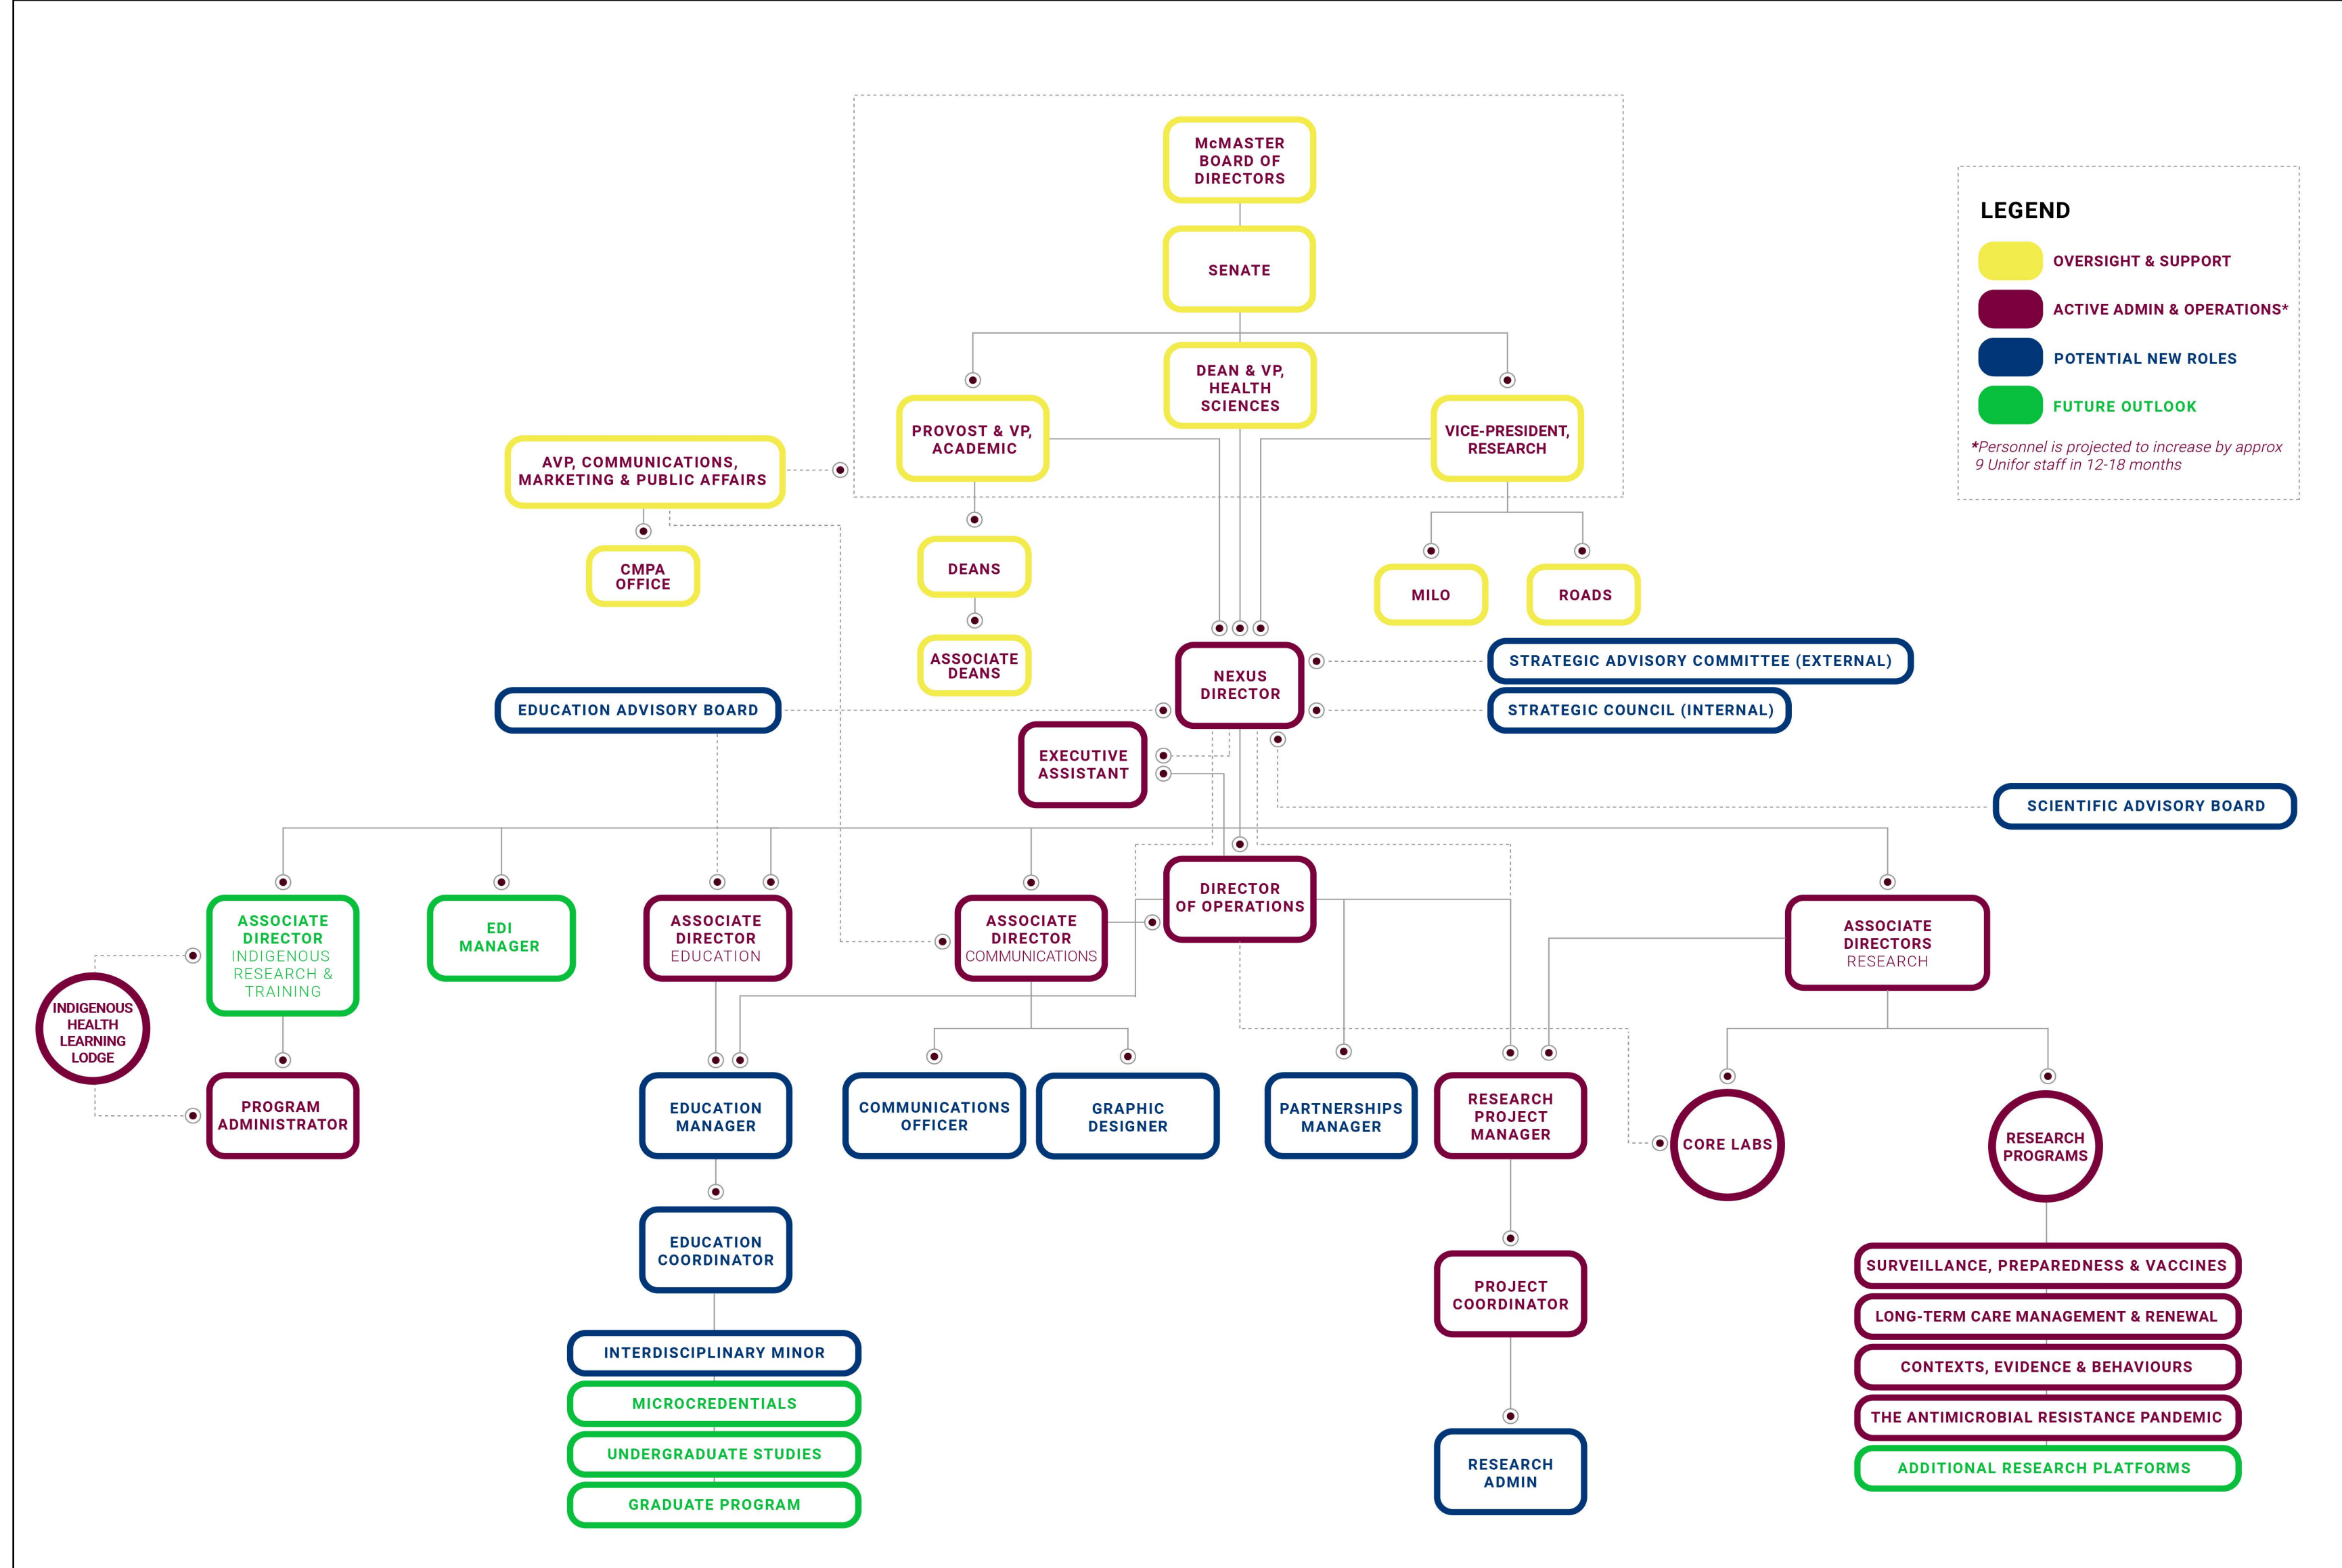 McMASTER
BOARD OF
DIRECTORS
SENATE
DEAN & VP,
HEALTH
SCIENCES
PROVOST & VP,
ACADEMIC
VICE-PRESIDENT,
RESEARCH
LEGEND
OVERSIGHT & SUPPORT
ACTIVE ADMIN & OPERATIONS*
POTENTIAL NEW ROLES
FUTURE OUTLOOK
*Personnel is projected to increase by approx
9 Unifor staff in 12-18 months
AVP, COMMUNICATIONS,
MARKETING & PUBLIC AFFAIRS
CMPA
OFFICE
DEANS
ASSOCIATE
DEANS
MILO
ROADS
NEXUS
DIRECTOR
STRATEGIC ADVISORY COMMITTEE (EXTERNAL)
STRATEGIC COUNCIL (INTERNAL)
EDUCATION ADVISORY BOARD
EXECUTIVE
ASSISTANT
SCIENTIFIC ADVISORY BOARD
DIRECTOR
OF OPERATIONS
ASSOCIATE
DIRECTOR
INDIGENOUS
RESEARCH &
TRAINING
EDI
MANAGER
ASSOCIATE
DIRECTOR
EDUCATION
ASSOCIATE
DIRECTOR
COMMUNICATIONS
ASSOCIATE
DIRECTORS
RESEARCH
INDIGENOUS
HEALTH
LEARNING
LODGE
PROGRAM
ADMINISTRATOR
EDUCATION
MANAGER
COMMUNICATIONS
OFFICER
GRAPHIC
DESIGNER
PARTNERSHIPS
MANAGER
RESEARCH
PROJECT
MANAGER
CORE LABS
RESEARCH
PROGRAMS
EDUCATION
COORDINATOR
PROJECT
COORDINATOR
RESEARCH
ADMIN
INTERDISCIPLINARY MINOR
MICROCREDENTIALS
UNDERGRADUATE STUDIES
GRADUATE PROGRAM
SURVEILLANCE, PREPAREDNESS & VACCINES
LONG-TERM CARE MANAGEMENT & RENEWAL
CONTEXTS, EVIDENCE & BEHAVIOURS
THE ANTIMICROBIAL RESISTANCE PANDEMIC
ADDITIONAL RESEARCH PLATFORMS